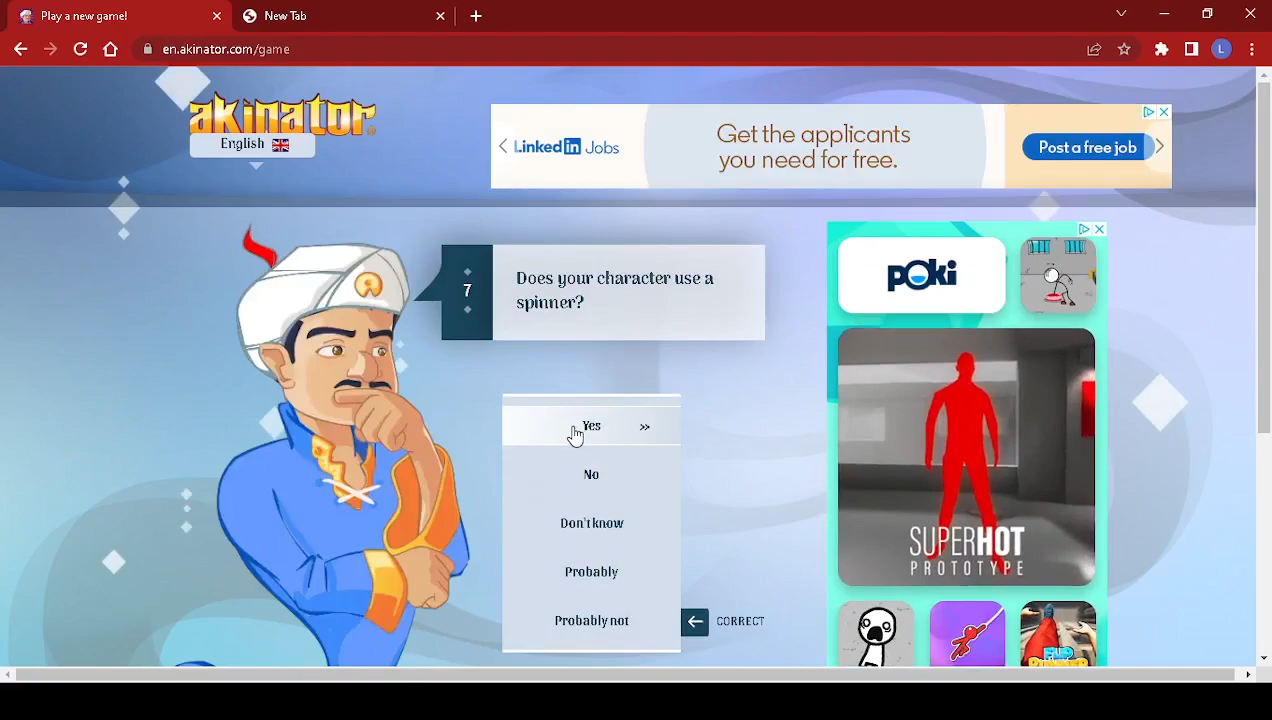 Play a new game!
New Tab
en.akinator.com/game
L
akinator
English
LinkedIn Jobs
Get the applicants
you need for free.
Post a free job
7
Does your character use a
spinner?
Yes
No
Don't know
Probably
Probably not
CORRECT
POKI
SUPERHOT
PROTOTYPE